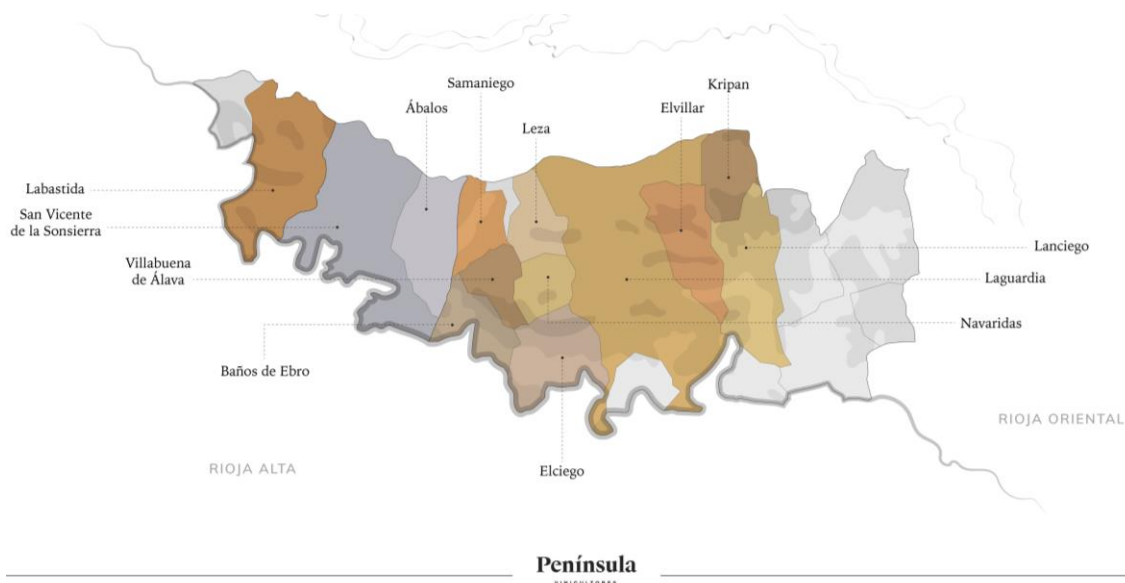 Samaniego
Kripan
Ábalos
Elvillar
Leza
Labastida
San Vicente
de la Sonsierra
Lanciego
Villabuena
de Álava
Laguardia
Navaridas
Baños de Ebro
RIOJA ORIENTAL
RIOJA ALTA
Elciego
Península
VINICULTORES